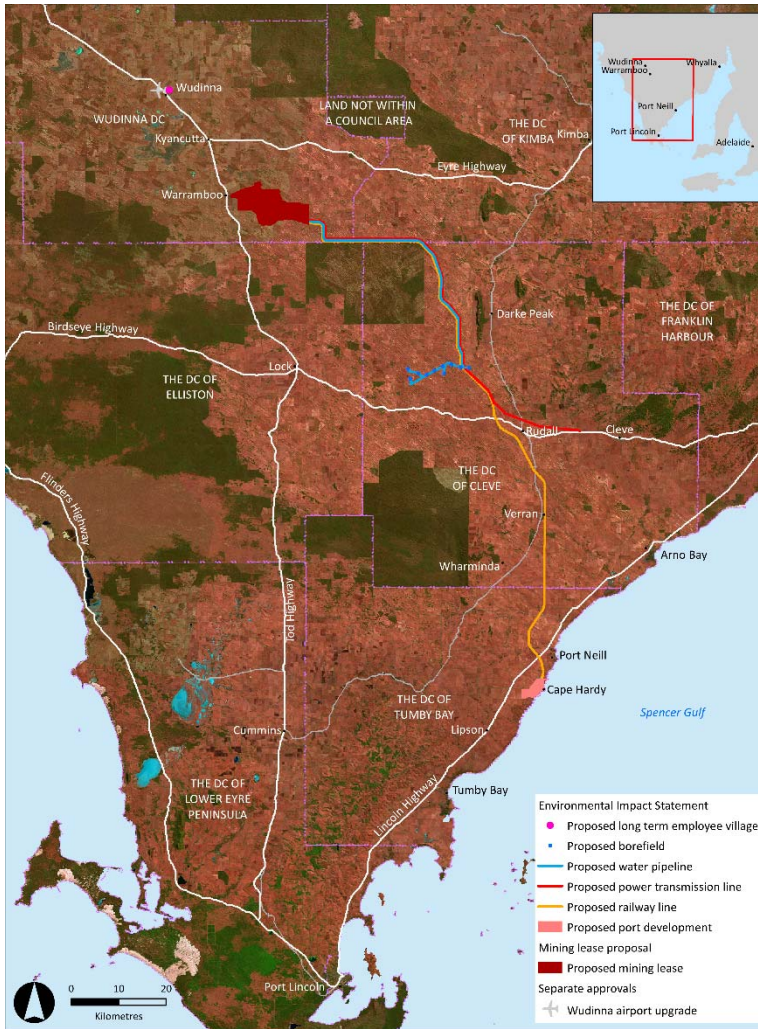 Wudinna
WUDINNA DC
Kyancutta
Warramboo
LAND NOT WITHIN
A COUNCIL AREA
THE DC
OF KIMBA
Kimba
Eyre Highway
Wudinna
Warramboo
Whyalla
Port Neill
Port Lincoln
Adelaide
Birdseye Highway
Lock
THE DC OF
ELLISTON
Darke Peak
THE DC OF
FRANKLIN
HARBOUR
Rudall
Cleve
THE DC
OF CLEVE
Flinders Highway
Verran
Wharminda
Arno Bay
Tod Highway
Port Neill
Cape Hardy
THE DC OF
TUMBY BAY
Spencer Gulf
Cummins
Lipson
THE DC OF
LOWER EYRE
PENINSULA
Lincoln Highway
Tumby Bay
Port Lincoln
0 10 20
Kilometres
Environmental Impact Statement
Proposed long term employee village
Proposed borefield
Proposed water pipeline
Proposed power transmission line
Proposed railway line
Proposed port development
Mining lease proposal
Proposed mining lease
Separate approvals
Wudinna airport upgrade